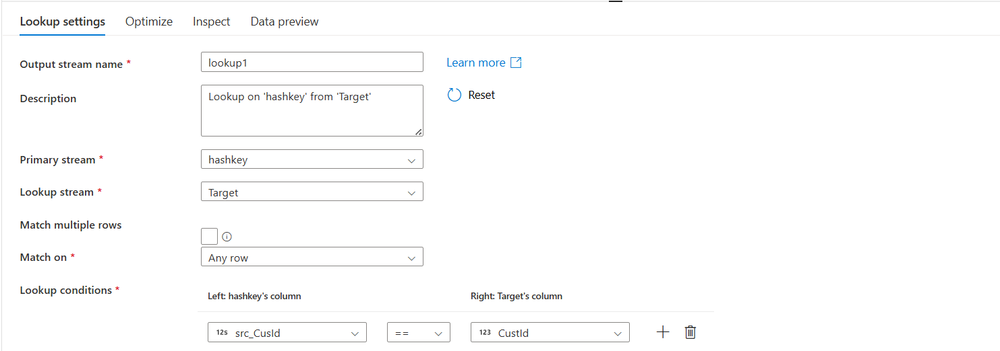 Lookup settings Optimize Inspect Data preview
Output stream name * lookup1 Learn more
Description Lookup on 'hashkey' from 'Target' Reset
Primary stream * hashkey
Lookup stream * Target
Match multiple rows
Match on * Any row
Lookup conditions * Left: hashkey's column Right: Target's column
12s src_CusId == 123 CustId